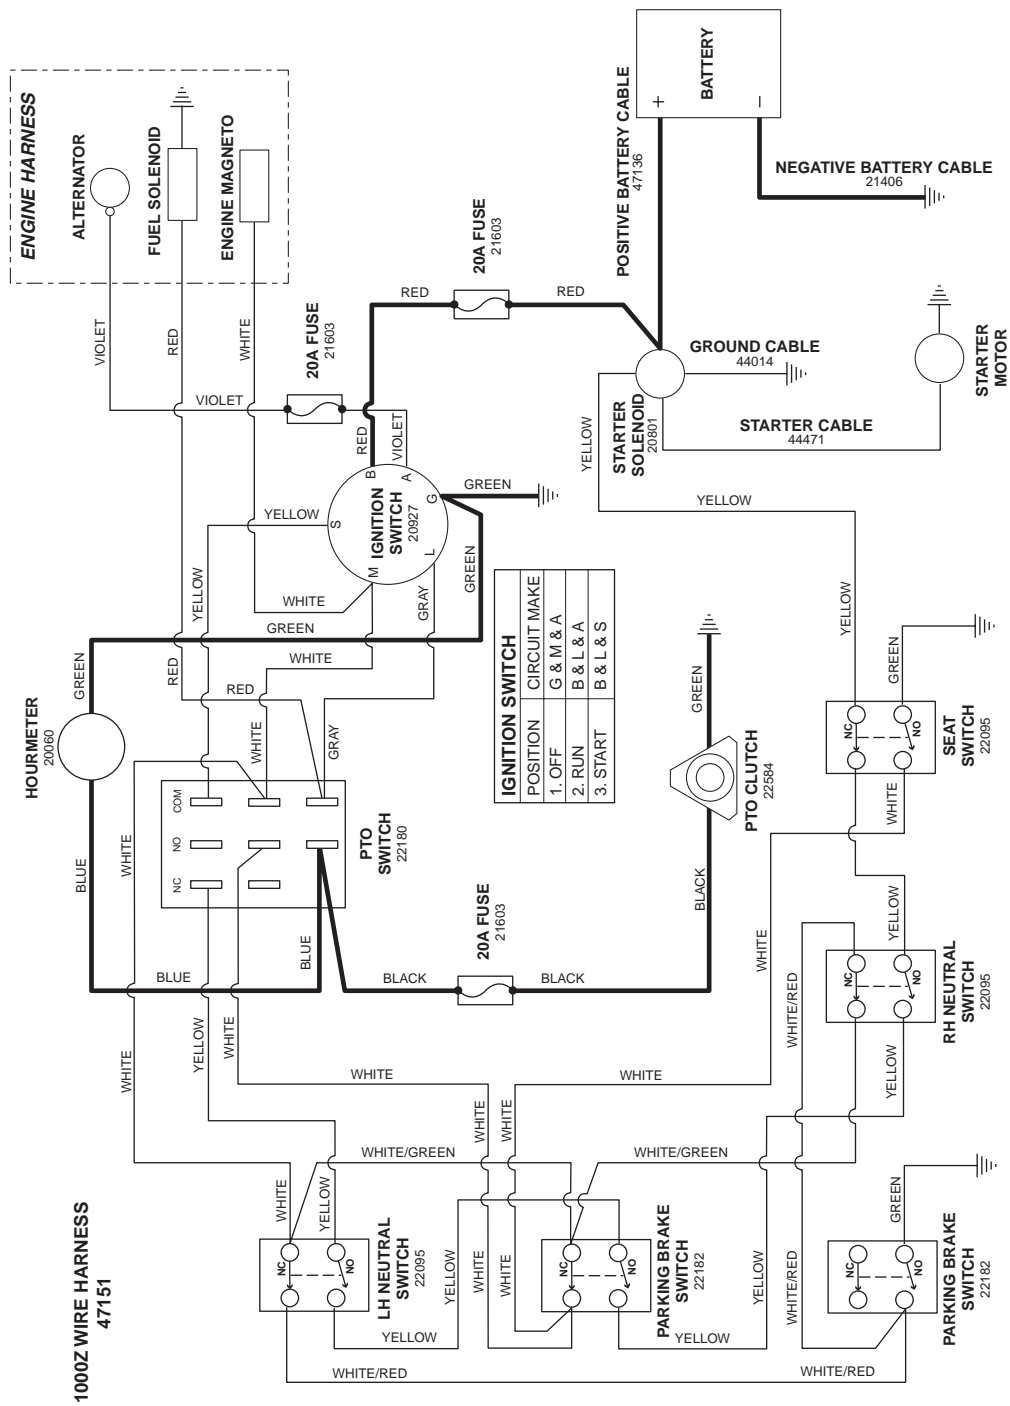 1000Z WIRE HARNESS
47151
ENGINE HARNESS
ALTERNATOR
FUEL SOLENOID
ENGINE MAGNETO
VIOLET
RED
WHITE
VIOLET
20A FUSE
21603
RED
VIOLET
RED
20A FUSE
21603
RED
POSITIVE BATTERY CABLE
47136
BATTERY
+
–
NEGATIVE BATTERY CABLE
21406
GROUND CABLE
44014
STARTER
SOLENOID
20801
STARTER CABLE
44471
STARTER
MOTOR
YELLOW
YELLOW
YELLOW
IGNITION
SWITCH
20927
B
A
G
L
M
S
GREEN
GREEN
GRAY
YELLOW
YELLOW
WHITE
GREEN
WHITE
RED
RED
WHITE
GRAY
GREEN
HOURMETER
20060
BLUE
BLUE
BLUE
WHITE
COM
NO
NC
PTO
SWITCH
22180
IGNITION SWITCH
POSITION CIRCUIT MAKE
1. OFF G & M & A
2. RUN B & L & A
3. START B & L & S
GREEN
PTO CLUTCH
22584
BLACK
BLACK
20A FUSE
21603
BLACK
GREEN
NC
NO
SEAT
SWITCH
22095
WHITE
WHITE
YELLOW
WHITE/RED
NC
NO
RH NEUTRAL
SWITCH
22095
YELLOW
YELLOW
WHITE
WHITE
WHITE
WHITE
WHITE
WHITE
WHITE/GREEN
WHITE/GREEN
WHITE
YELLOW
NC
NO
LH NEUTRAL
SWITCH
22095
YELLOW
YELLOW
WHITE
WHITE
NC
NO
PARKING BRAKE
SWITCH
22182
YELLOW
YELLOW
WHITE/RED
GREEN
NC
NO
PARKING BRAKE
SWITCH
22182
WHITE/RED
WHITE/RED